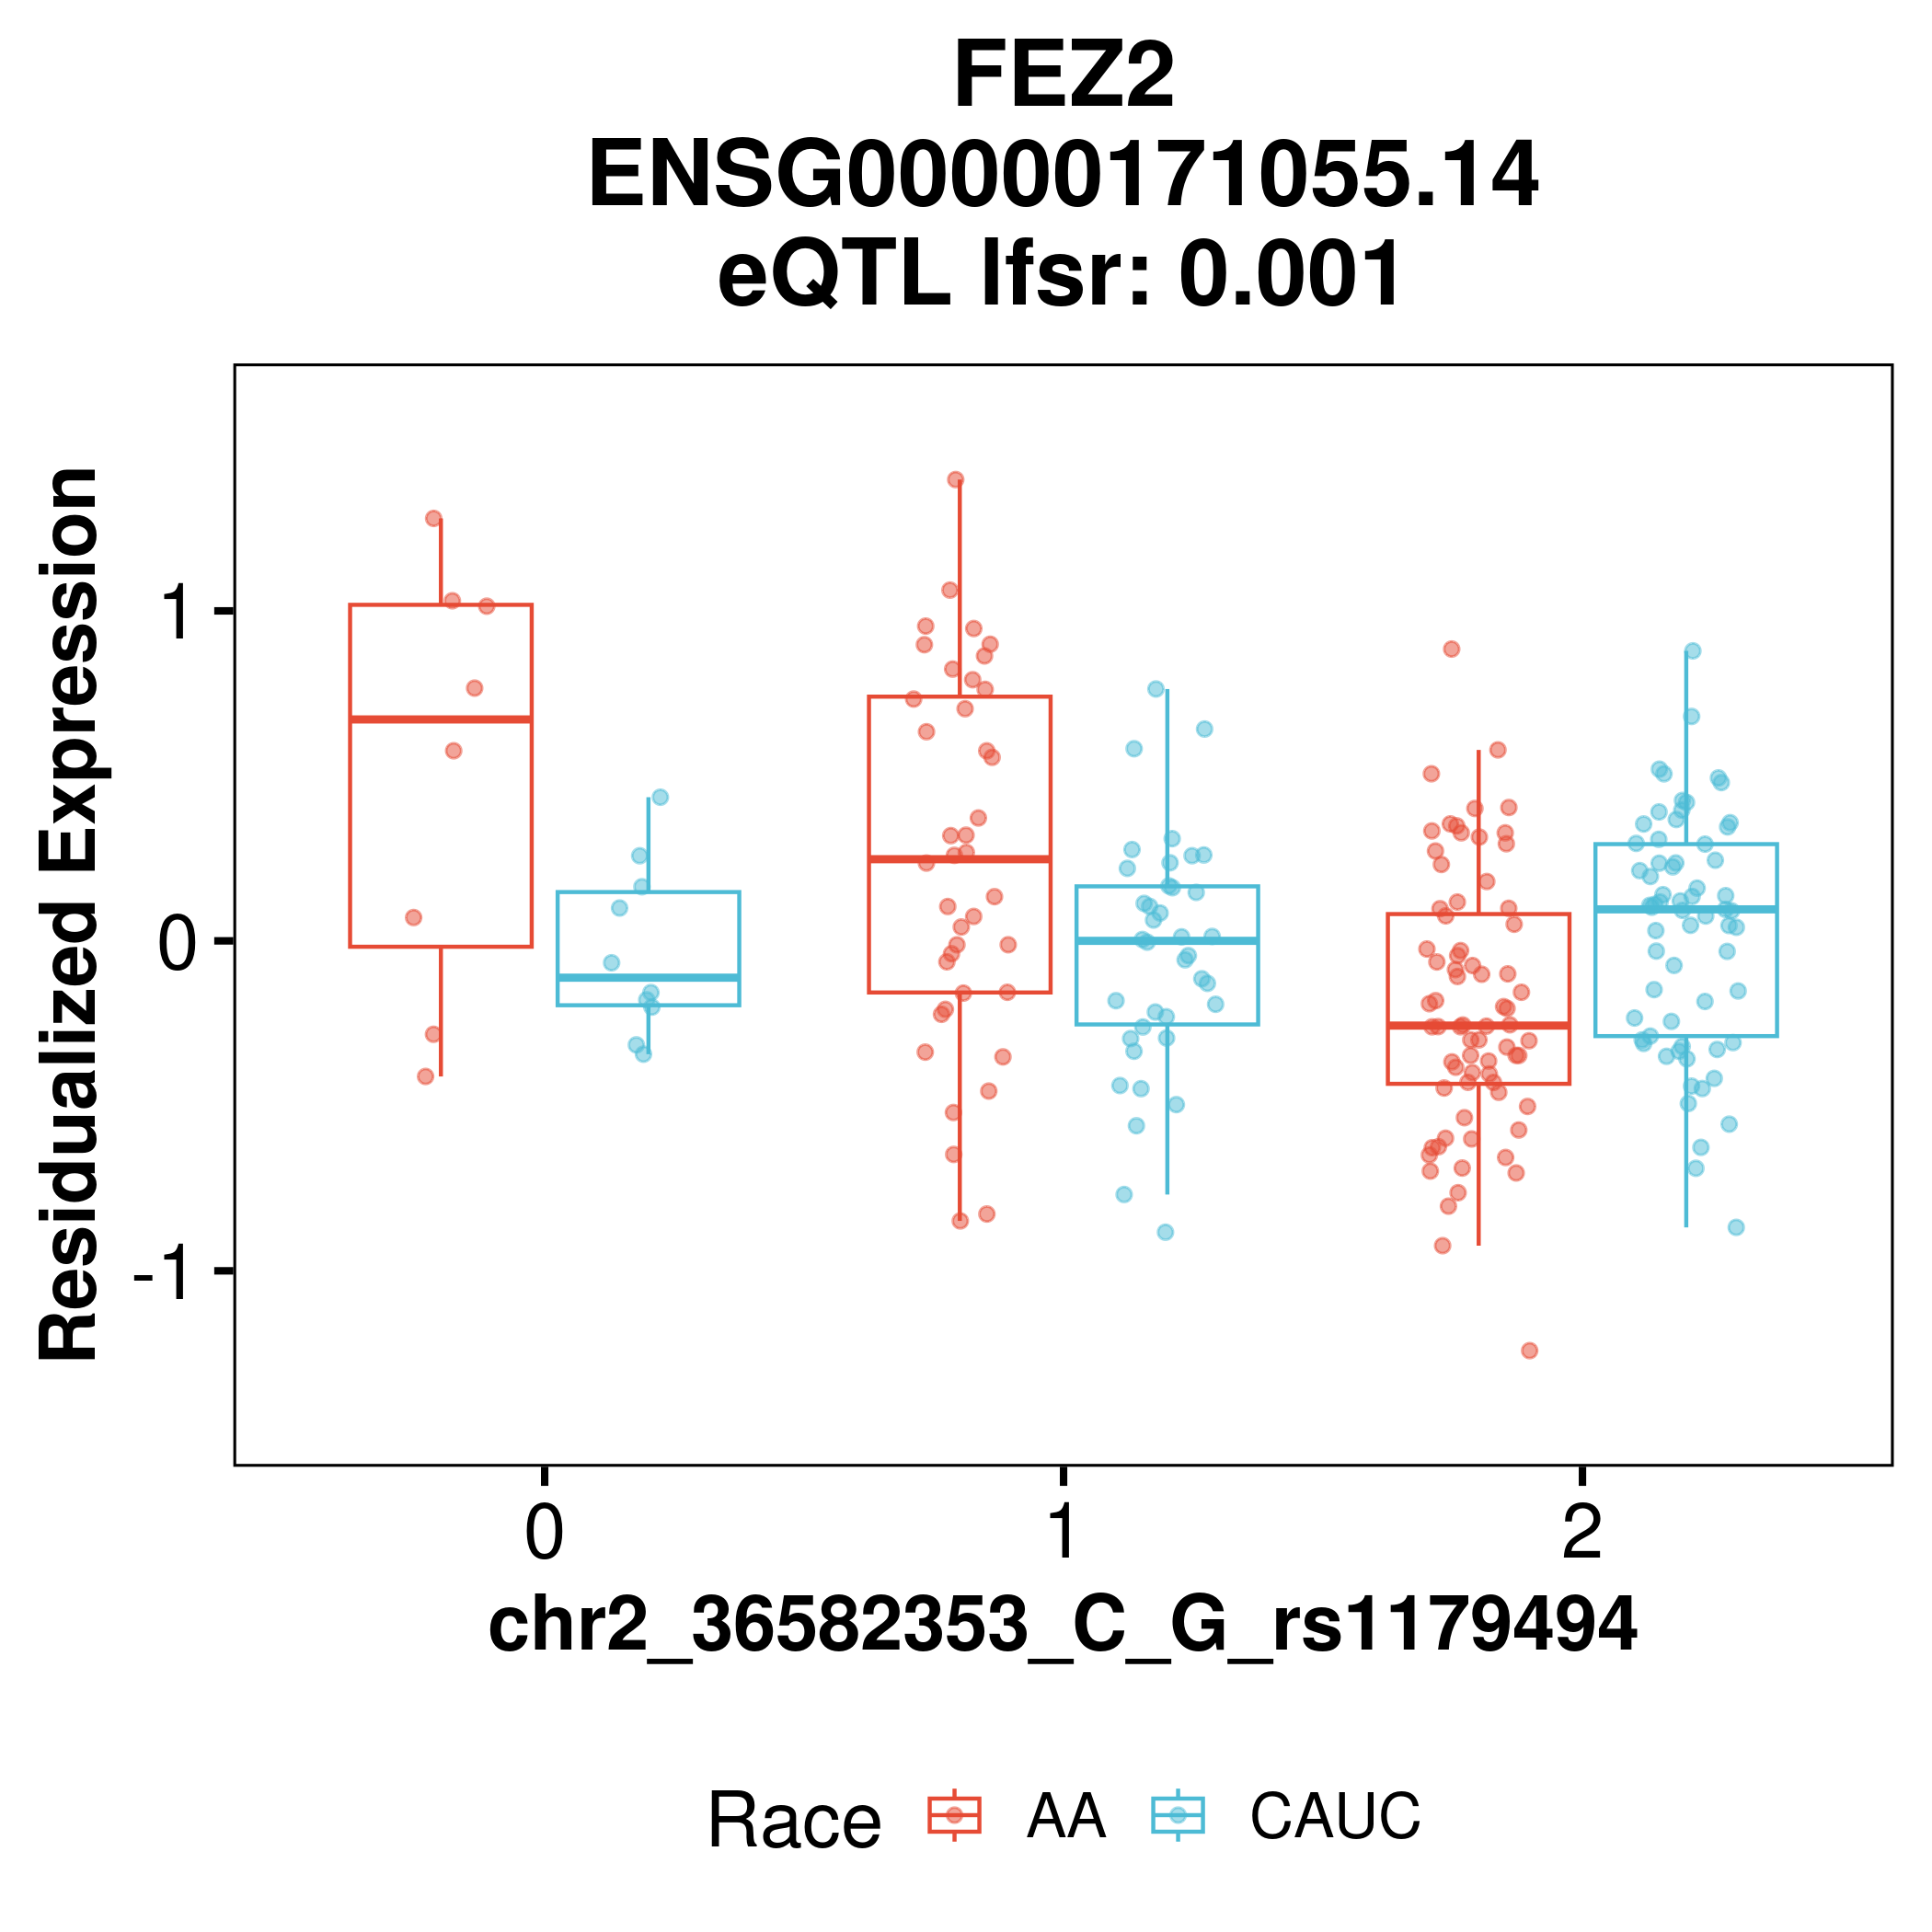 FEZ2
ENSG00000171055.14
eQTL lfsr: 0.001
Residualized Expression
1
0
-1
0 1 2
chr2_36582353_C_G_rs1179494
Race AA CAUC